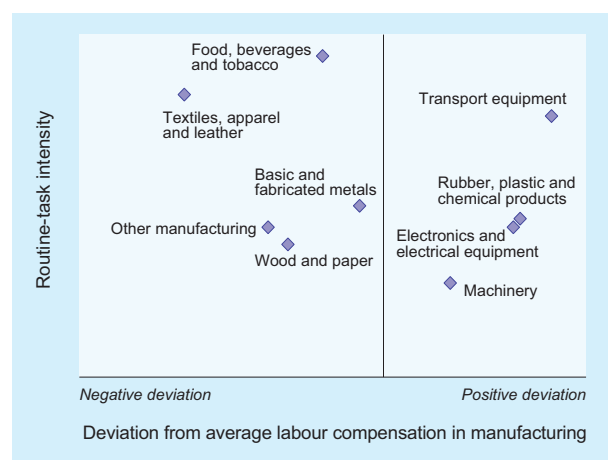 Food, beverages
and tobacco
Textiles, apparel
and leather
Transport equipment
Basic and
fabricated metals
Rubber, plastic and
chemical products
Other manufacturing
Electronics and
electrical equipment
Wood and paper
Machinery
Routine-task intensity
Negative deviation
Positive deviation
Deviation from average labour compensation in manufacturing